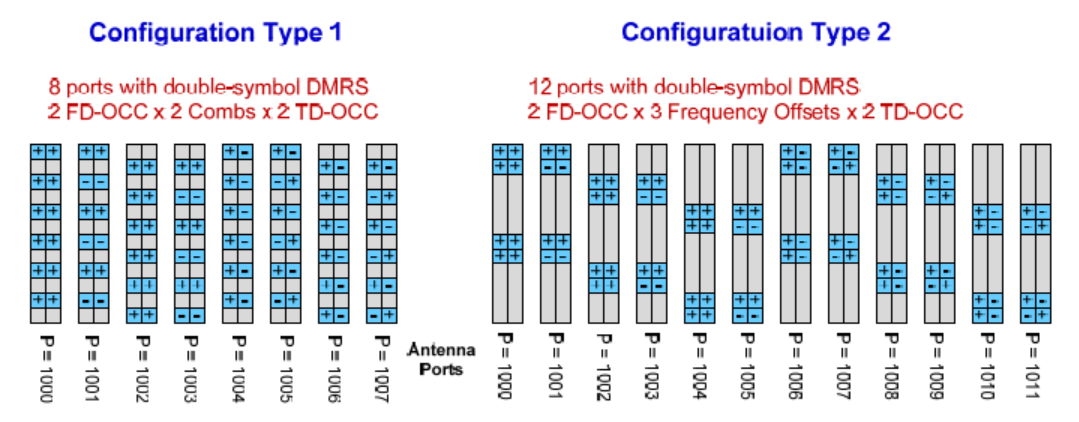 Configuration Type 1
8 ports with double-symbol DMRS
2 FD-OCC x 2 Combs x 2 TD-OCC
P = 1000
P = 1001
P = 1002
P = 1003
P = 1004
P = 1005
P = 1006
P = 1007
Antenna
Ports
Configuratuion Type 2
12 ports with double-symbol DMRS
2 FD-OCC x 3 Frequency Offsets x 2 TD-OCC
P = 1000
P = 1001
P = 1002
P = 1003
P = 1004
P = 1005
P = 1006
P = 1007
P = 1008
P = 1009
P = 1010
P = 1011